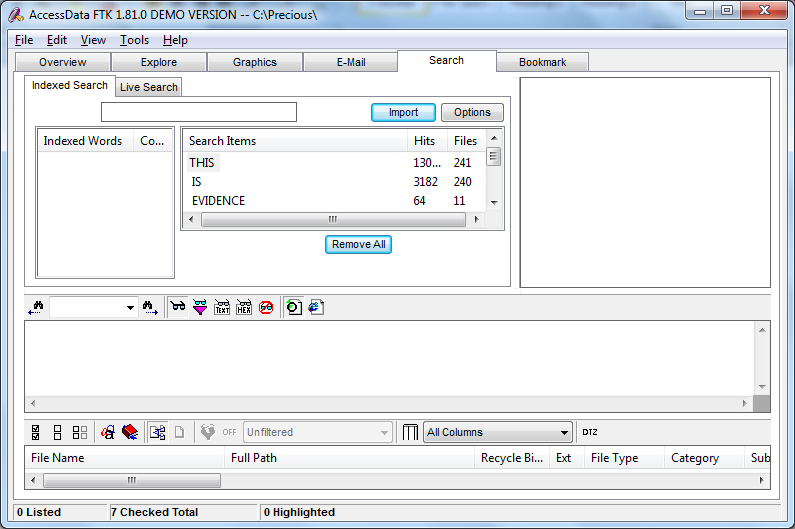 AccessData FTK 1.81.0 DEMO VERSION -- C:\Precious\
File Edit View Tools Help
Overview Explore Graphics E-Mail Search Bookmark
Indexed Search Live Search
Import Options
Indexed Words Co... Search Items Hits Files
THIS 130... 241
IS 3182 240
EVIDENCE 64 11
Remove All
TEXT HEX
OFF Unfiltered All Columns DTZ
File Name Full Path Recycle Bi... Ext File Type Category Sub
0 Listed 7 Checked Total 0 Highlighted